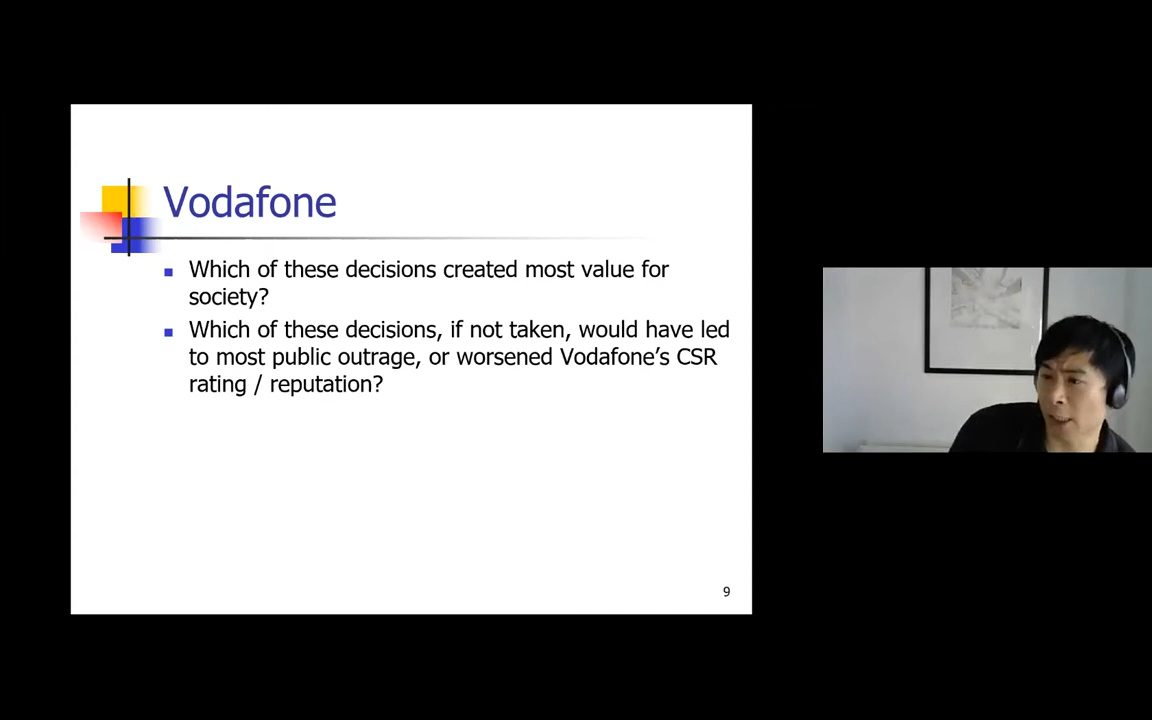 Vodafone
Which of these decisions created most value for
society?
Which of these decisions, if not taken, would have led
to most public outrage, or worsened Vodafone’s CSR
rating / reputation?
9